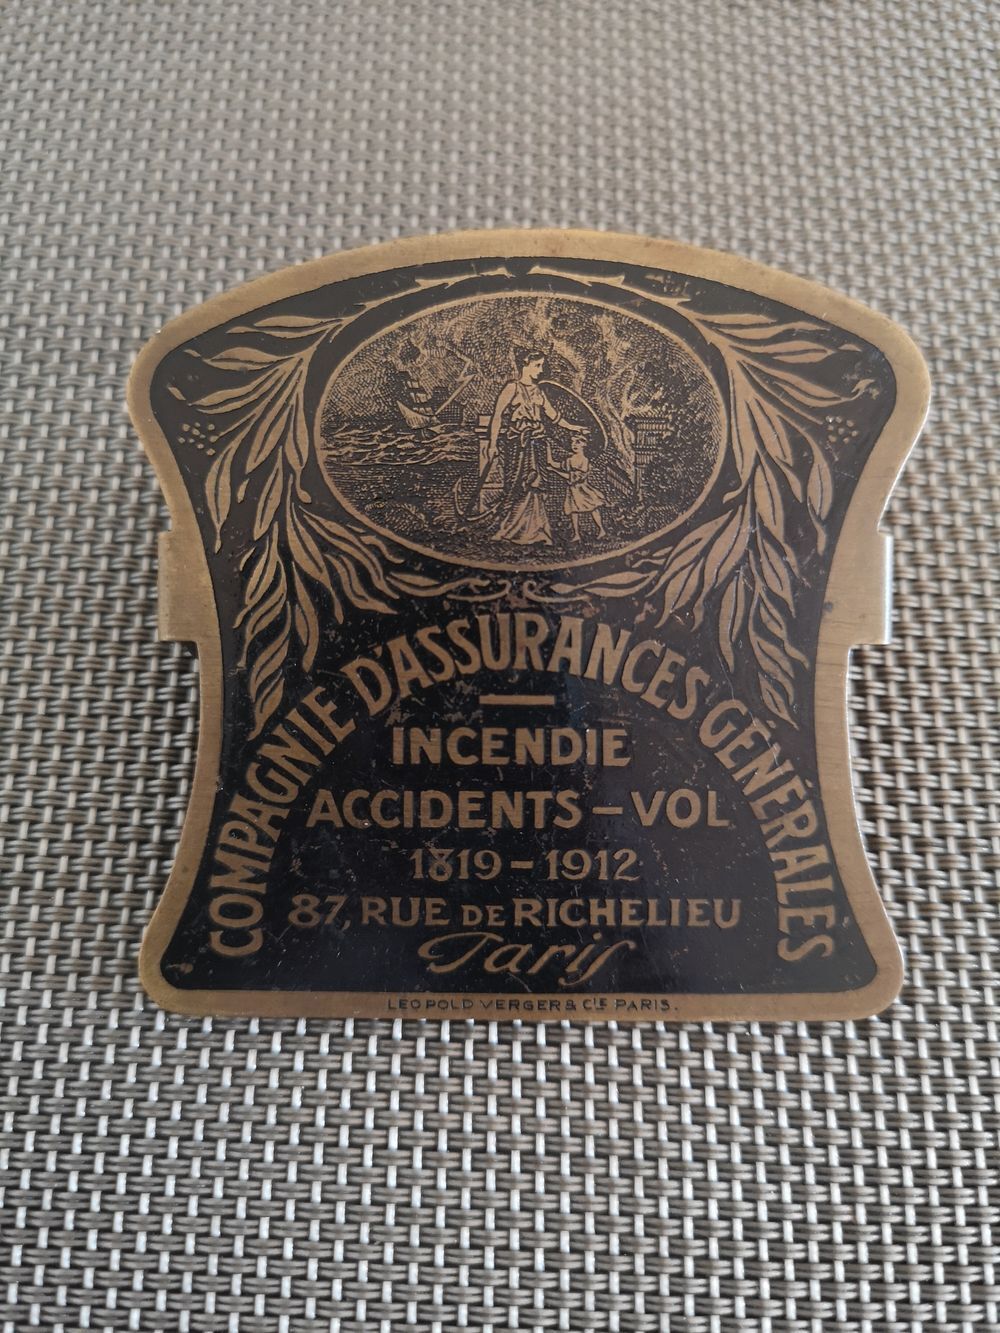 COMPAGNIE D'ASSURANCES GÉNÉRALES
INCENDIE
ACCIDENTS – VOL
1819 – 1912
87, RUE DE RICHELIEU
Paris
LEOPOLD VERGER & CIE PARIS.